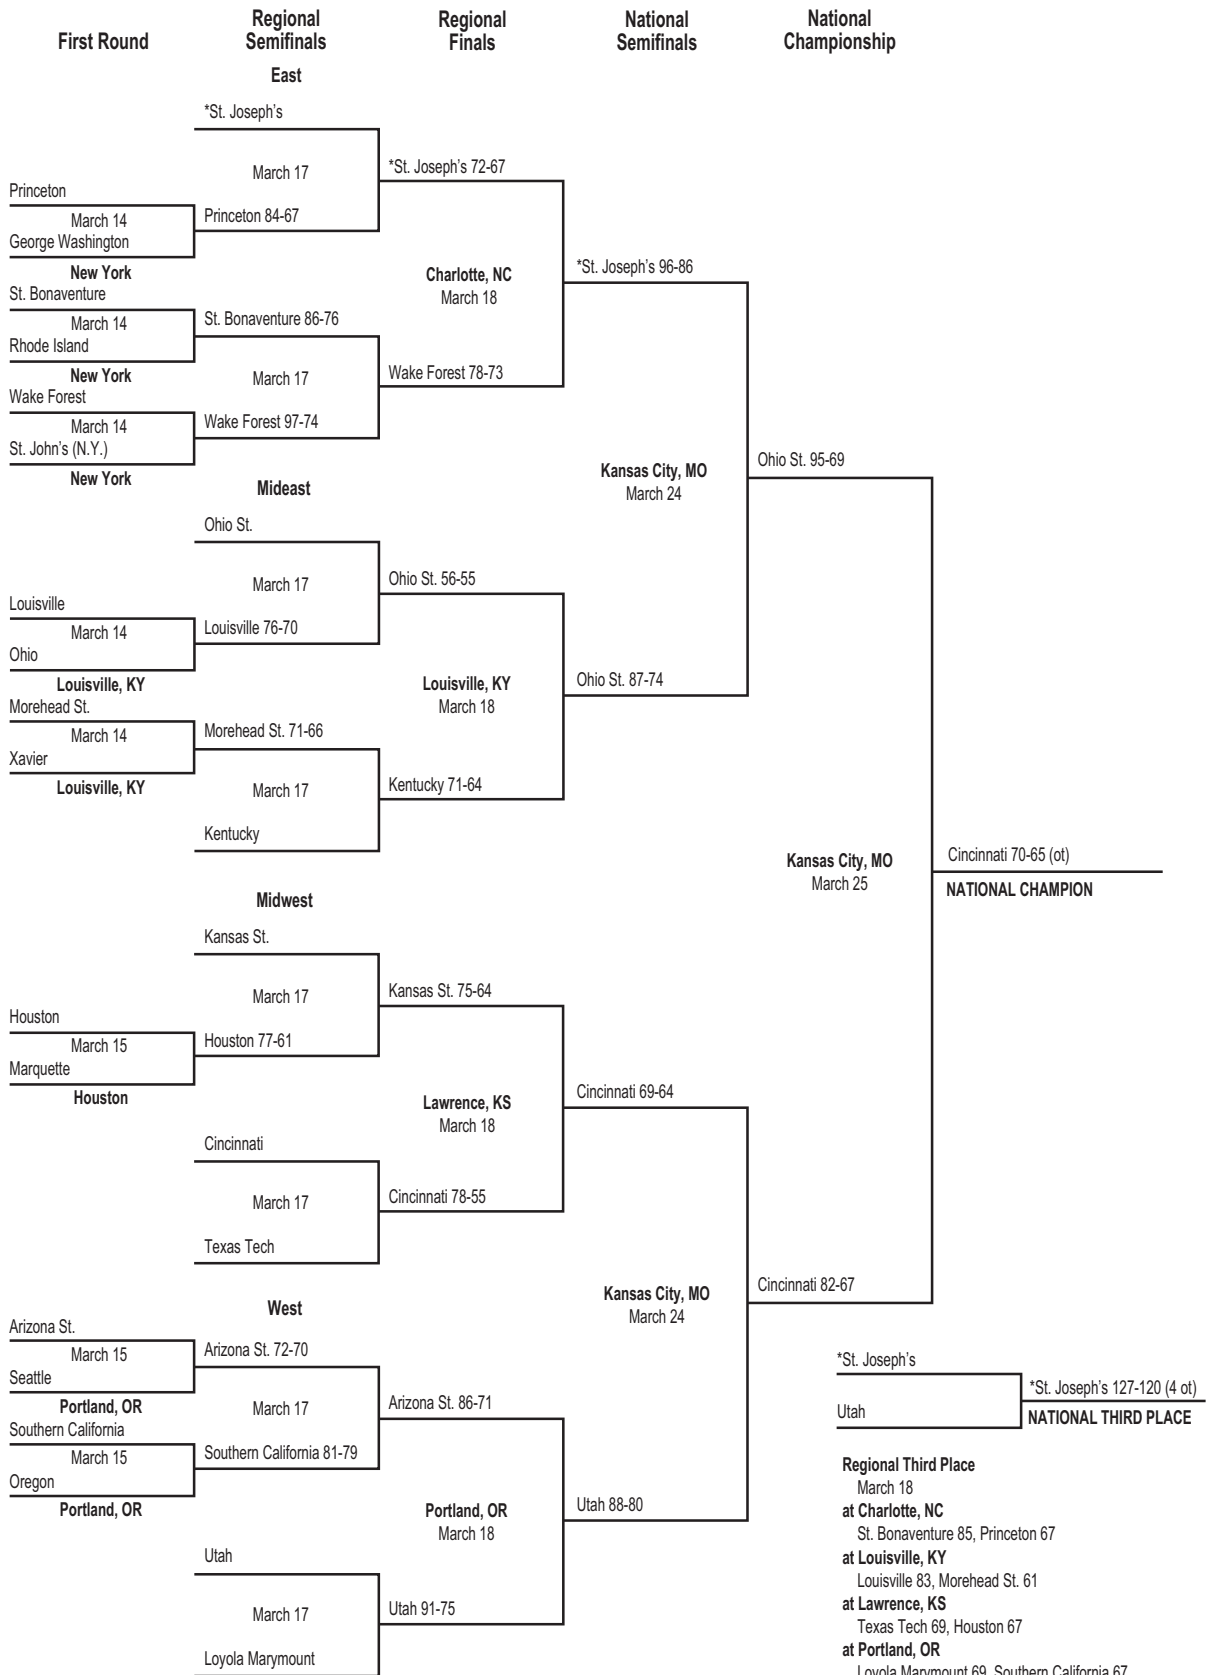 First Round
Regional
Semifinals
Regional
Finals
National
Semifinals
National
Championship
East
*St. Joseph's
March 17
*St. Joseph's 72-67
Princeton
March 14
Princeton 84-67
George Washington
New York
Charlotte, NC
March 18
*St. Joseph's 96-86
St. Bonaventure
March 14
St. Bonaventure 86-76
Rhode Island
New York
March 17
Wake Forest 78-73
Wake Forest
March 14
Wake Forest 97-74
St. John's (N.Y.)
New York
Kansas City, MO
March 24
Ohio St. 95-69
Mideast
Ohio St.
March 17
Ohio St. 56-55
Louisville
March 14
Louisville 76-70
Ohio
Louisville, KY
Louisville, KY
March 18
Ohio St. 87-74
Morehead St.
March 14
Morehead St. 71-66
Xavier
Louisville, KY
March 17
Kentucky 71-64
Kentucky
Kansas City, MO
March 25
Cincinnati 70-65 (ot)
NATIONAL CHAMPION
Midwest
Kansas St.
March 17
Kansas St. 75-64
Houston
March 15
Houston 77-61
Marquette
Houston
Lawrence, KS
March 18
Cincinnati 69-64
Cincinnati
March 17
Cincinnati 78-55
Texas Tech
Kansas City, MO
March 24
Cincinnati 82-67
West
Arizona St.
March 15
Arizona St. 72-70
Seattle
Portland, OR
March 17
Arizona St. 86-71
Southern California
March 15
Southern California 81-79
Oregon
Portland, OR
Portland, OR
March 18
Utah 88-80
Utah
March 17
Utah 91-75
Loyola Marymount
*St. Joseph's
*St. Joseph's 127-120 (4 ot)
Utah
NATIONAL THIRD PLACE
Regional Third Place
March 18
at Charlotte, NC
St. Bonaventure 85, Princeton 67
at Louisville, KY
Louisville 83, Morehead St. 61
at Lawrence, KS
Texas Tech 69, Houston 67
at Portland, OR
Loyola Marymount 69, Southern California 67